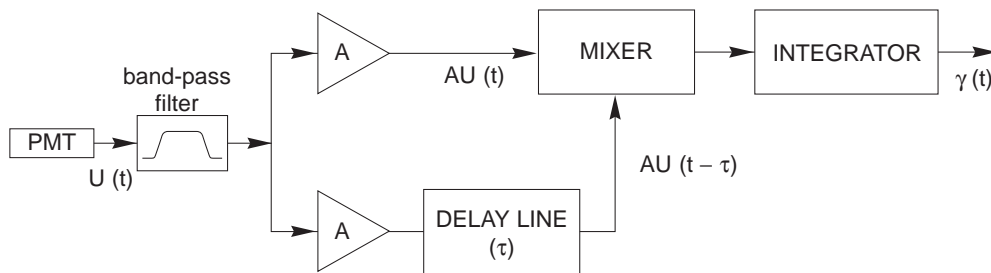 A
AU (t)
MIXER
INTEGRATOR
γ (t)
band-pass
filter
PMT
U (t)
AU (t − τ)
A
DELAY LINE
(τ)